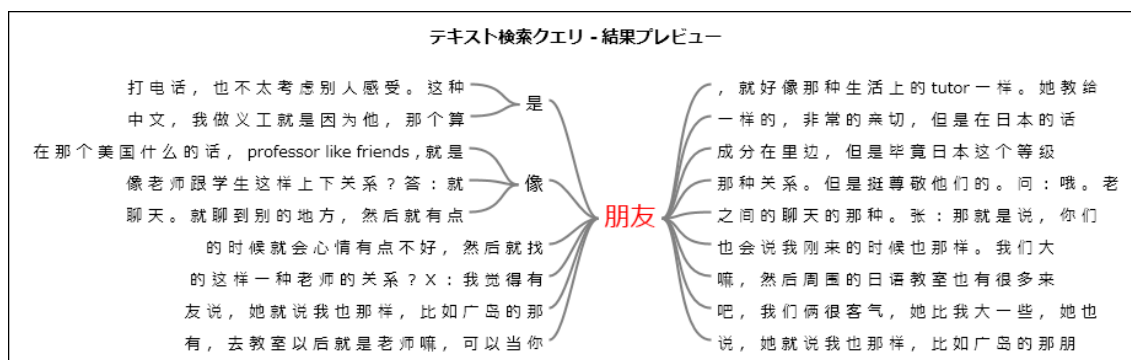 テキスト検索クエリ - 結果プレビュー
打电话，也不太考虑别人感受。这种
中文，我做义工就是因为他，那个算
是
在那个美国什么的话，professor like friends , 就是
像老师跟学生这样上下关系？答：就
聊天。就聊到别的地方，然后就有点
像
的时候就会心情有点不好，然后就找
的这样一种老师的关系？X：我觉得有
友说，她就说我也那样，比如广岛的那
有，去教室以后就是老师嘛，可以当你
朋友
，就好像那种生活上的 tutor 一样。她教给
一样的，非常的亲切，但是在日本的话
成分在里边，但是毕竟日本这个等级
那种关系。但是挺尊敬他们的。问：哦。老
之间的聊天的那种。张：那就是说，你们
也会说我刚来的时候也那样。我们大
嘛，然后周围的日语教室也有很多来
吧，我们俩很客气，她比我大一些，她也
说，她就说我也那样，比如广岛的那朋